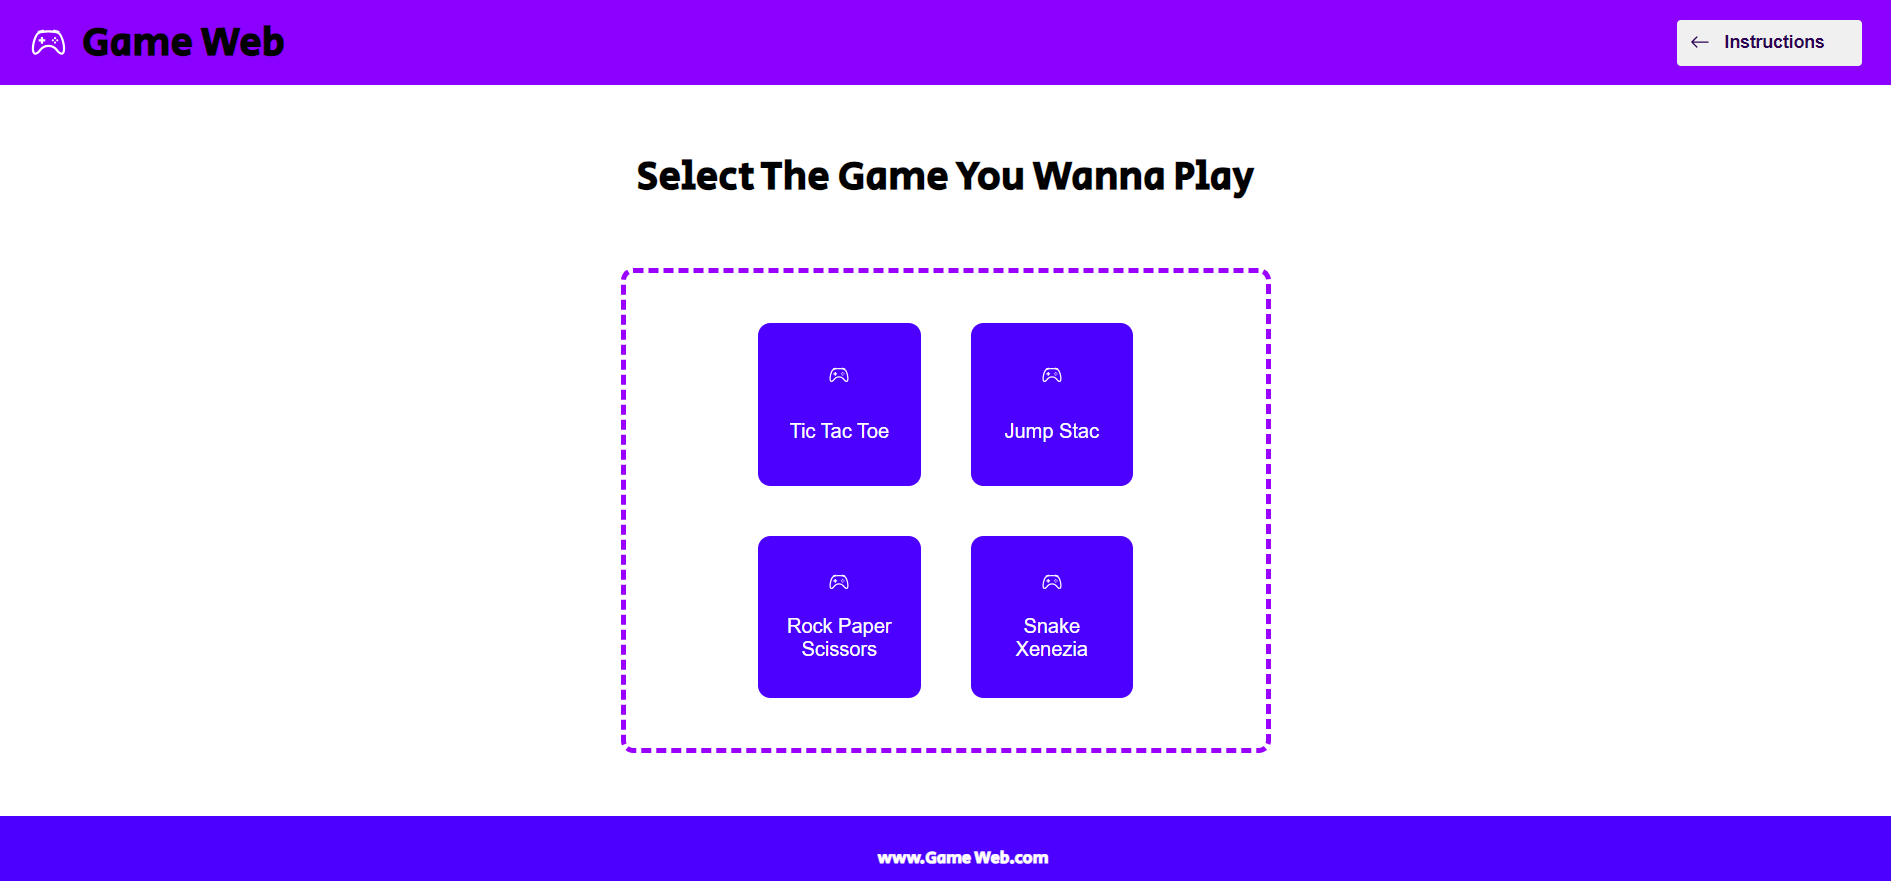 Game Web
Instructions
Select The Game You Wanna Play
Tic Tac Toe
Jump Stac
Rock Paper
Scissors
Snake
Xenezia
www.Game Web.com